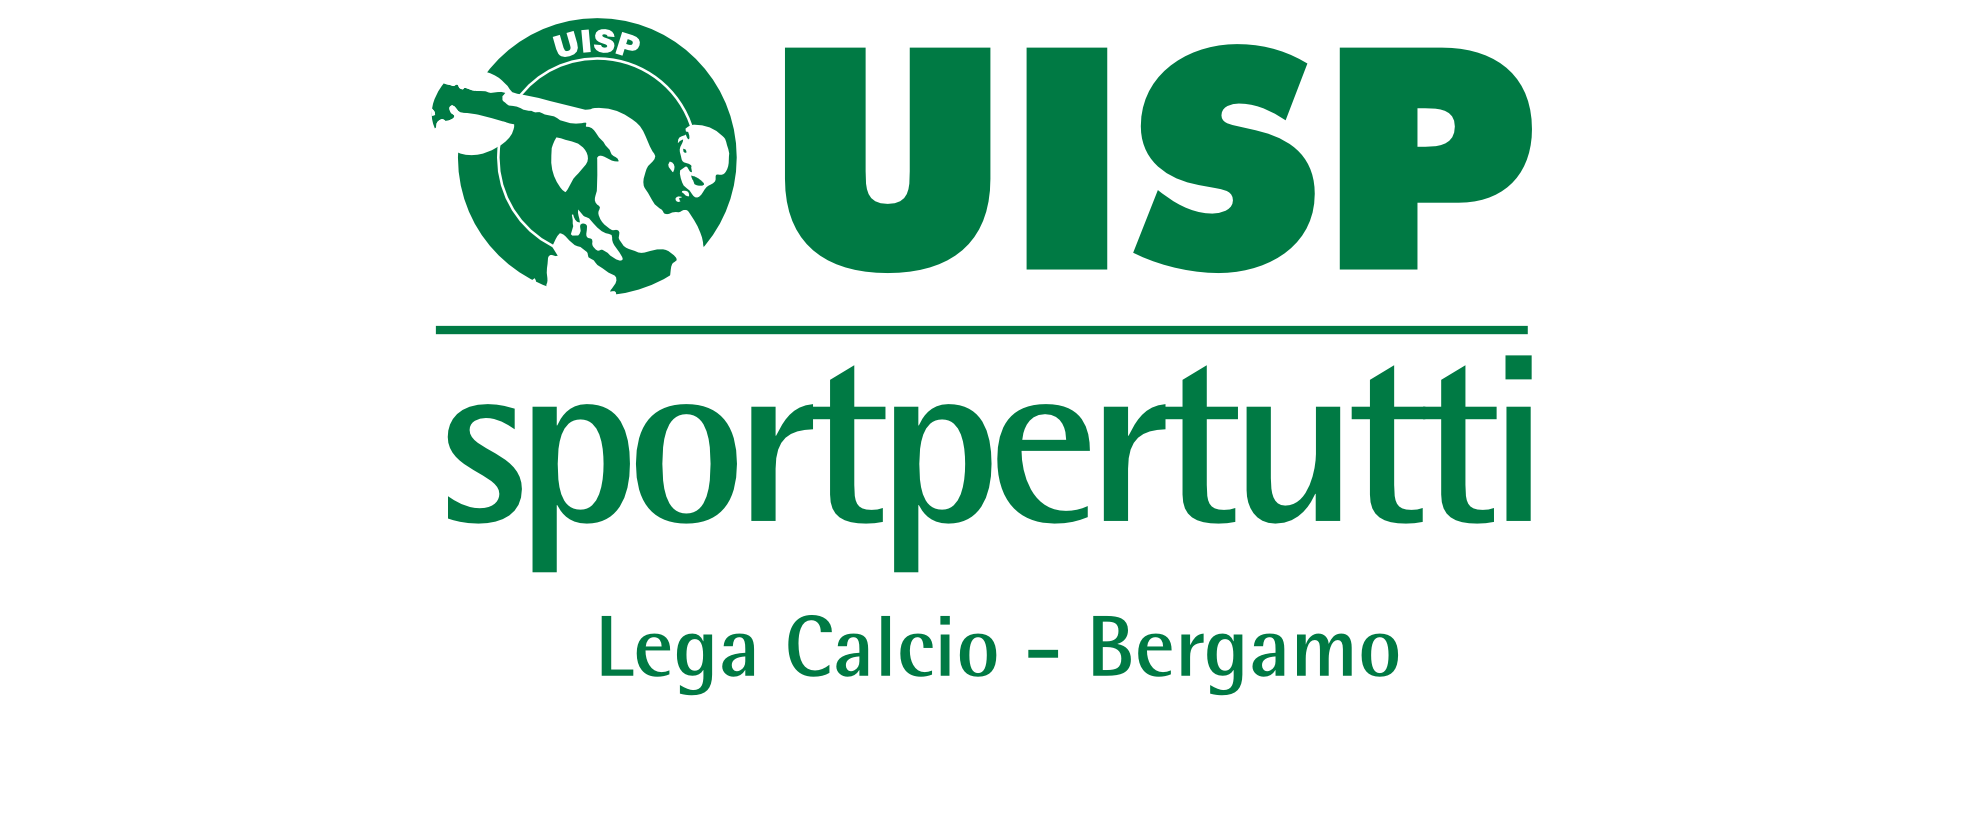 UISP
UISP
sportpertutti
Lega Calcio - Bergamo